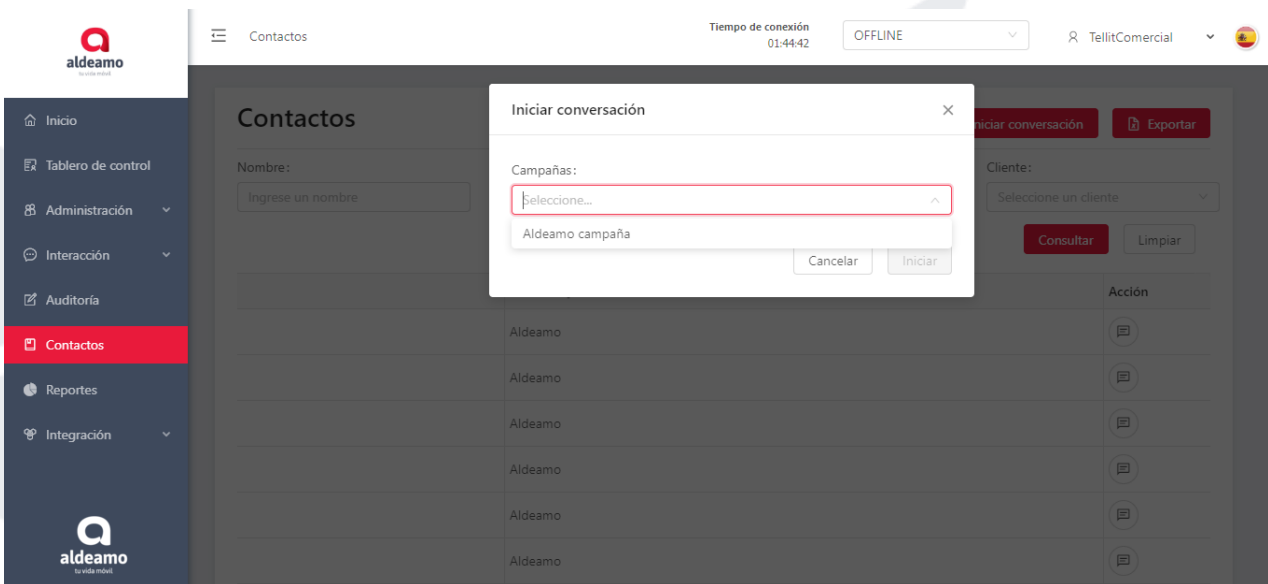 aldeamo
tu vida móvil
Contactos
Tiempo de conexión
01:44:42
OFFLINE
TellitComercial
Inicio
Tablero de control
Administración
Interacción
Auditoría
Contactos
Reportes
Integración
aldeamo
tu vida móvil
Contactos
niciar conversación
Exportar
Nombre:
Ingrese un nombre
Cliente:
Seleccione un cliente
Consultar
Limpiar
Iniciar conversación
Campañas:
Seleccione...
Aldeamo campaña
Cancelar
Iniciar
Acción
Aldeamo
Aldeamo
Aldeamo
Aldeamo
Aldeamo
Aldeamo